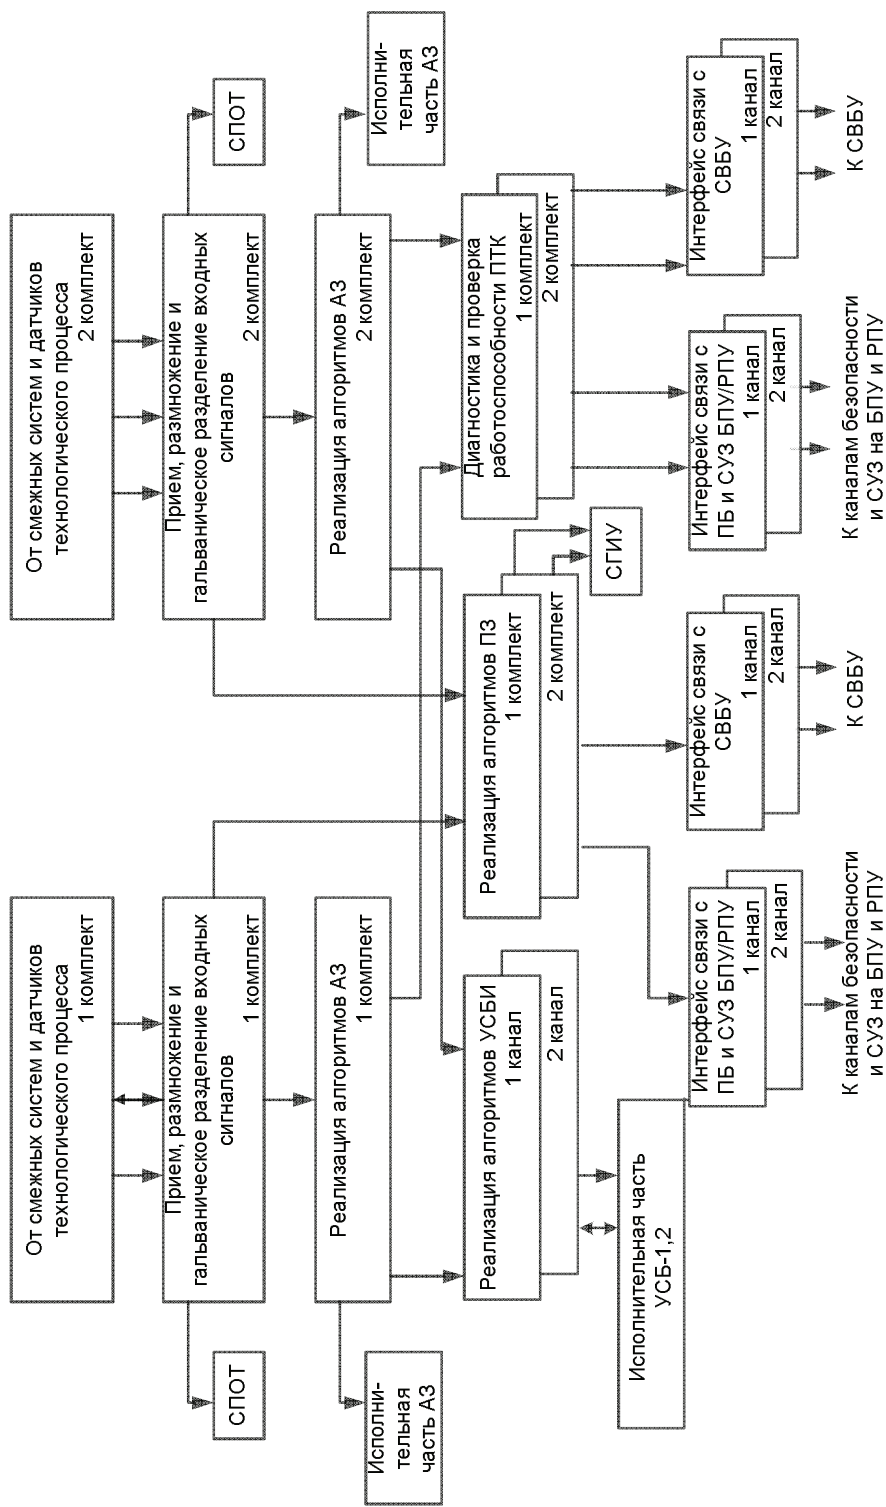 От смежных систем и датчиков
технологического процесса
1 комплект
От смежных систем и датчиков
технологического процесса
2 комплект
СПОТ
Прием, размножение и
гальваническое разделение входных
сигналов
1 комплект
Прием, размножение и
гальваническое разделение входных
сигналов
2 комплект
СПОТ
Исполни-
тельная
часть АЗ
Реализация алгоритмов АЗ
1 комплект
Реализация алгоритмов АЗ
2 комплект
Исполни-
тельная
часть АЗ
Реализация алгоритмов УСБИ
1 канал
2 канал
Реализация алгоритмов ПЗ
1 комплект
2 комплект
Диагностика и проверка
работоспособности ПТК
1 комплект
2 комплект
СГИУ
Исполнительная часть
УСБ-1,2
Интерфейс связи с
ПБ и СУЗ БПУ/РПУ
1 канал
2 канал
Интерфейс связи с
СВБУ
1 канал
2 канал
Интерфейс связи с
ПБ и СУЗ БПУ/РПУ
1 канал
2 канал
Интерфейс связи с
СВБУ
1 канал
2 канал
К каналам безопасности
и СУЗ на БПУ и РПУ
К СВБУ
К каналам безопасности
и СУЗ на БПУ и РПУ
К СВБУ